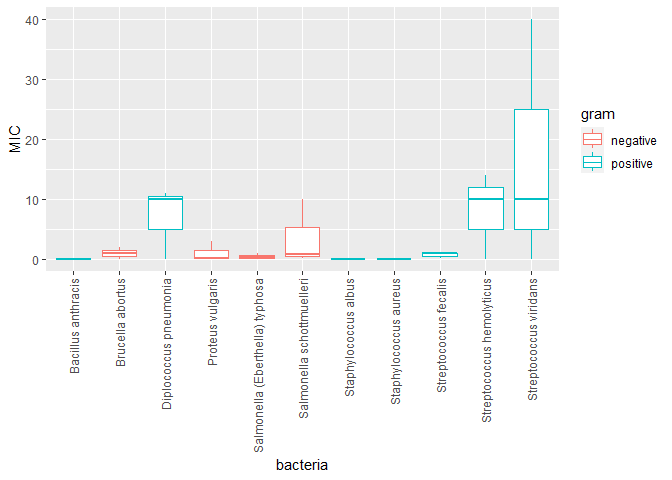 40
30
20
10
0
MIC
Bacillus anthracis
Brucella abortus
Diplococcus pneumonia
Proteus vulgaris
Salmonella (Eberthella) typhosa
Salmonella schottmuelleri
Staphylococcus albus
Staphylococcus aureus
Streptococcus fecalis
Streptococcus hemolyticus
Streptococcus viridans
bacteria
gram
negative
positive